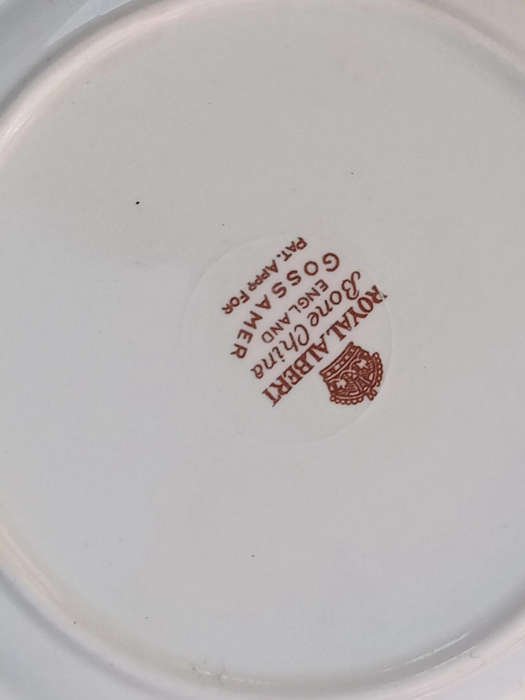 ROYAL ALBERT
Bone China
ENGLAND
GOSSAMER
PAT. APP'D FOR